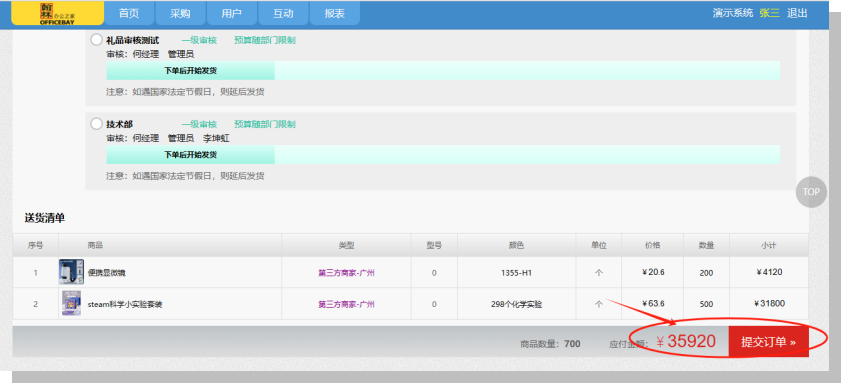 办公之家
OFFICEBAY
首页 采购 用户 互动 报表
演示系统 张三 退出
礼品审核测试 一级审核 预算随部门限制
审核：何经理 管理员
下单后开始发货
注意：如遇国家法定节假日，则延后发货
技术部 一级审核 预算随部门限制
审核：何经理 管理员 李坤虹
下单后开始发货
注意：如遇国家法定节假日，则延后发货
TOP
送货清单
序号 商品 类型 型号 颜色 单位 价格 数量 小计
1 便携显微镜 第三方商家-广州 0 1355-H1 个 ￥20.6 200 ￥4120
2 steam科学小实验套装 第三方商家-广州 0 298个化学实验 个 ￥63.6 500 ￥31800
商品数量：700 应付金额：￥35920 提交订单 »